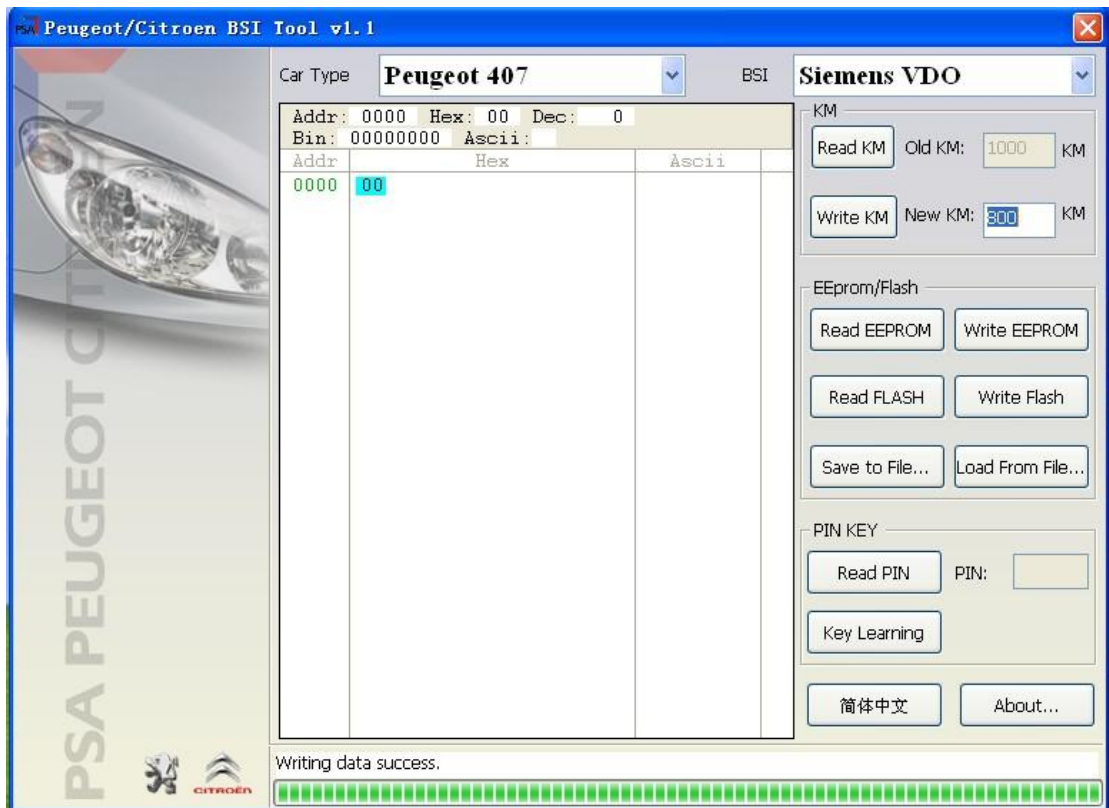 PSA Peugeot/Citroen BSI Tool v1.1
Car Type Peugeot 407 BSI Siemens VDO
Addr: 0000 Hex: 00 Dec: 0
Bin: 00000000 Ascii:
Addr Hex Ascii
0000 00
KM
Read KM Old KM: 1000 KM
Write KM New KM: 800 KM
EEprom/Flash
Read EEPROM Write EEPROM
Read FLASH Write Flash
Save to File... Load From File...
PIN KEY
Read PIN PIN:
Key Learning
简体中文 About...
Writing data success.
PSA PEUGEOT CITROEN
CITROËN